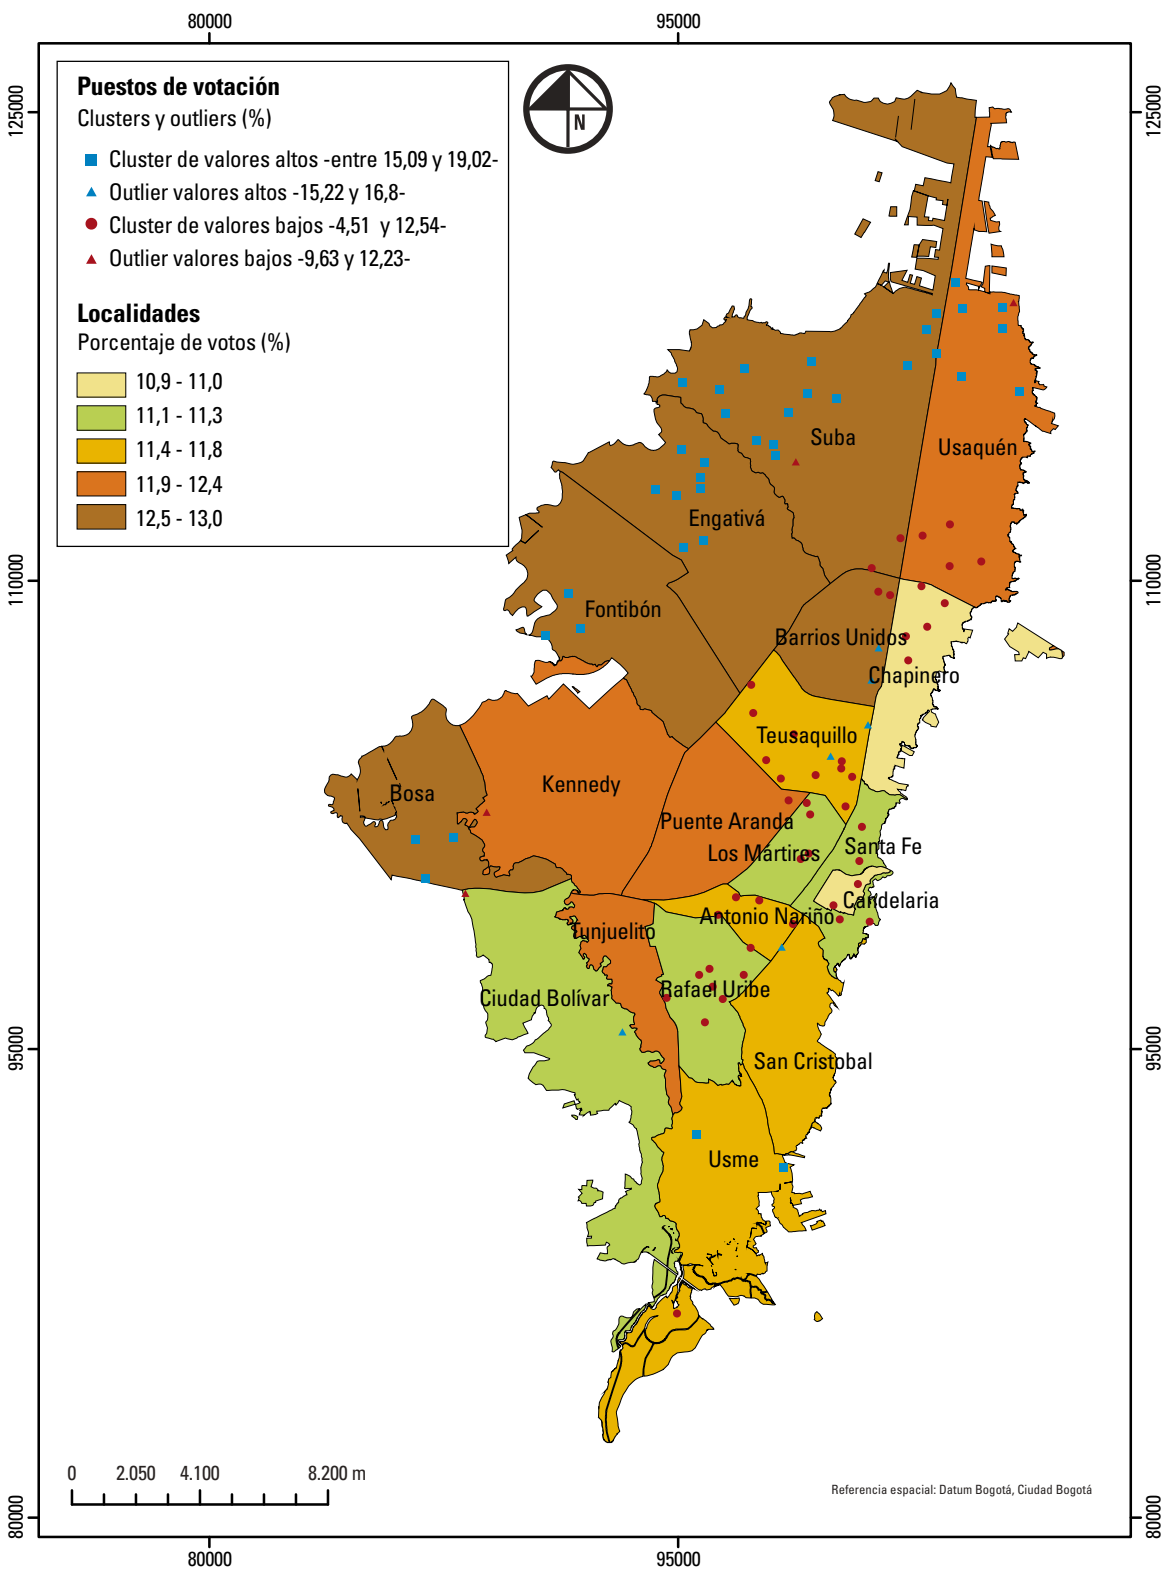 80000
95000
125000
125000
Puestos de votación
Clusters y outliers (%)
Cluster de valores altos -entre 15,09 y 19,02-
Outlier valores altos -15,22 y 16,8-
Cluster de valores bajos -4,51 y 12,54-
Outlier valores bajos -9,63 y 12,23-
Localidades
Porcentaje de votos (%)
10,9 - 11,0
11,1 - 11,3
11,4 - 11,8
11,9 - 12,4
12,5 - 13,0
N
Suba
Usaquén
Engativá
110000
110000
Fontibón
Barrios Unidos
Chapinero
Teusaquillo
Kennedy
Bosa
Puente Aranda
Los Mártires
Santa Fe
Candelaria
Antonio Nariño
Tunjuelito
Rafael Uribe
Ciudad Bolívar
95000
95000
San Cristobal
Usme
0 2.050 4.100 8.200 m
Referencia espacial: Datum Bogotá, Ciudad Bogotá
80000
80000
80000
95000